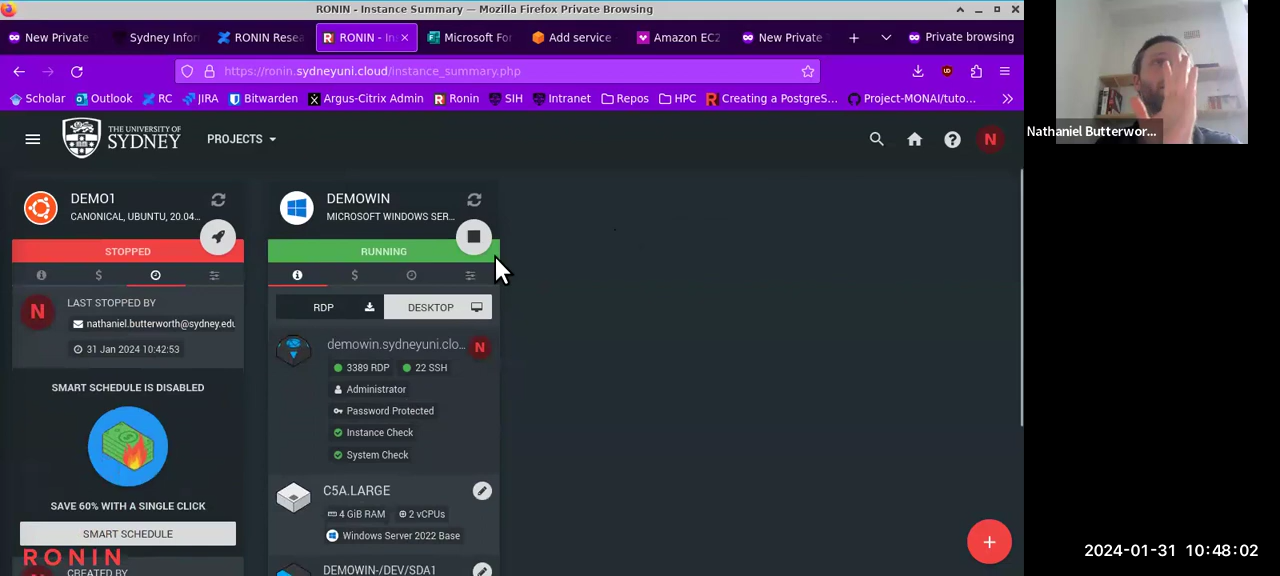 RONIN - Instance Summary — Mozilla Firefox Private Browsing
New Private
Sydney Infor
RONIN Resea
RONIN - In
Microsoft For
Add service
Amazon EC2
New Private
Private browsing
https://ronin.sydneyuni.cloud/instance_summary.php
Scholar
Outlook
RC
JIRA
Bitwarden
Argus-Citrix Admin
Ronin
SIH
Intranet
Repos
HPC
Creating a PostgreS...
Project-MONAI/tuto...
THE UNIVERSITY OF
SYDNEY
PROJECTS
N
Nathaniel Butterwor...
DEMO1
CANONICAL, UBUNTU, 20.04...
STOPPED
N
LAST STOPPED BY
nathaniel.butterworth@sydney.edu
31 Jan 2024 10:42:53
SMART SCHEDULE IS DISABLED
SAVE 60% WITH A SINGLE CLICK
SMART SCHEDULE
RONIN
CREATED BY
DEMOWIN
MICROSOFT WINDOWS SER...
RUNNING
RDP
DESKTOP
demowin.sydneyuni.clo...
N
3389 RDP
22 SSH
Administrator
Password Protected
Instance Check
System Check
C5A.LARGE
4 GiB RAM
2 vCPUs
Windows Server 2022 Base
DEMOWIN-/DEV/SDA1
2024-01-31 10:48:02